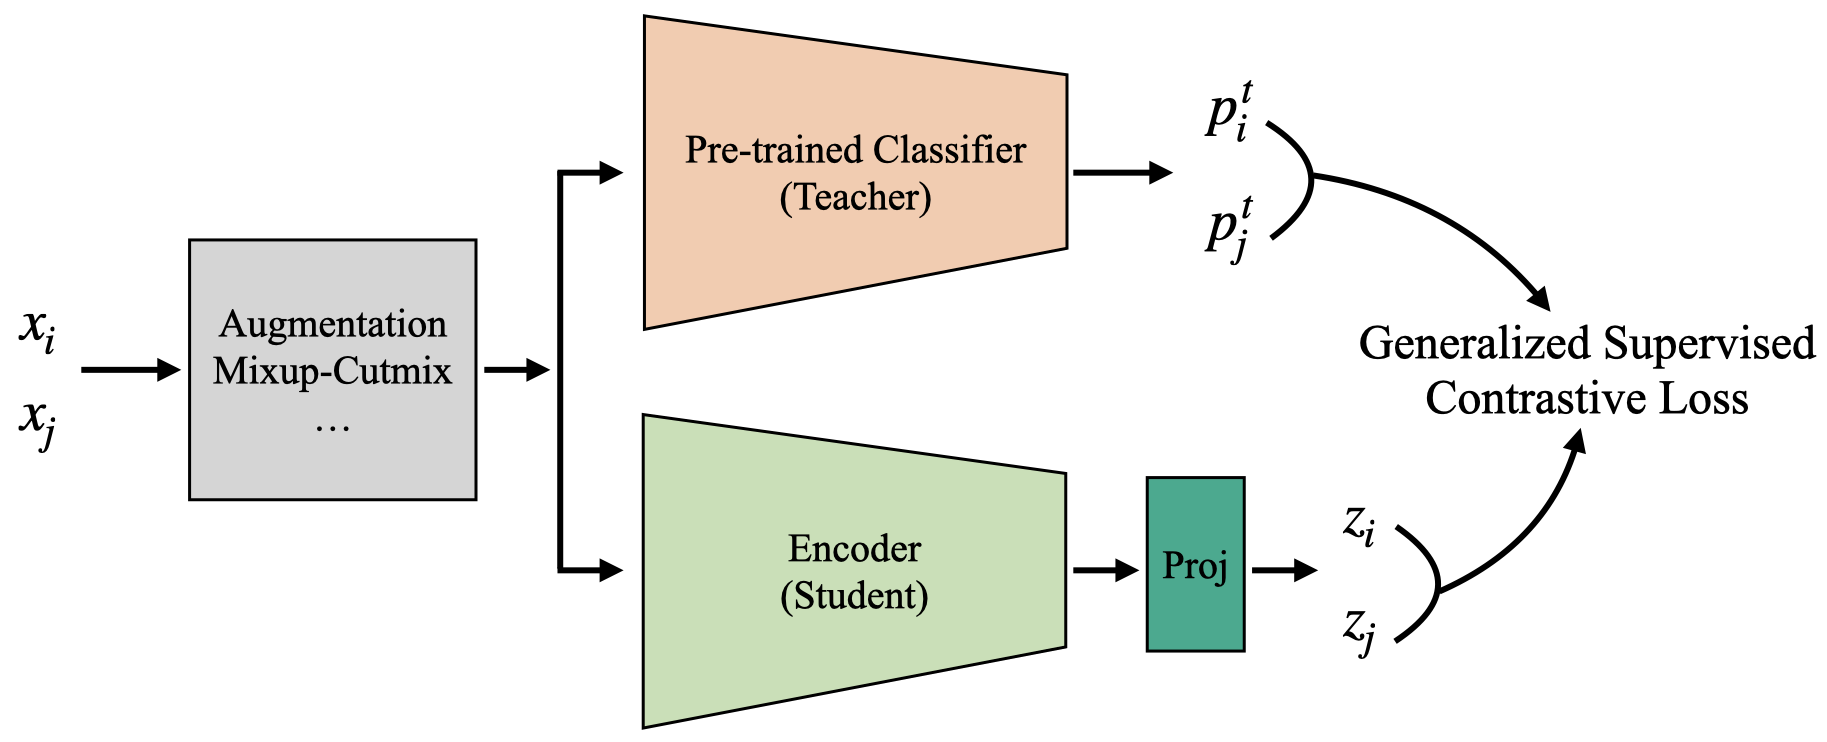 x_i
x_j
Augmentation
Mixup-Cutmix
…
Pre-trained Classifier
(Teacher)
p_i^t
p_j^t
Encoder
(Student)
Proj
z_i
z_j
Generalized Supervised
Contrastive Loss